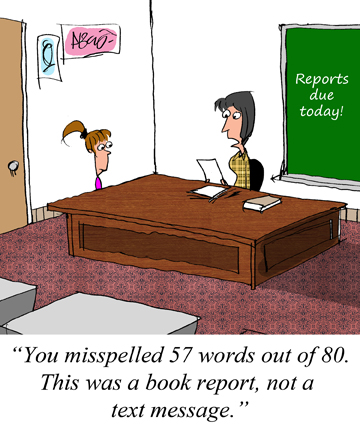 Reports
due
today!
“You misspelled 57 words out of 80.
This was a book report, not a
text message.”